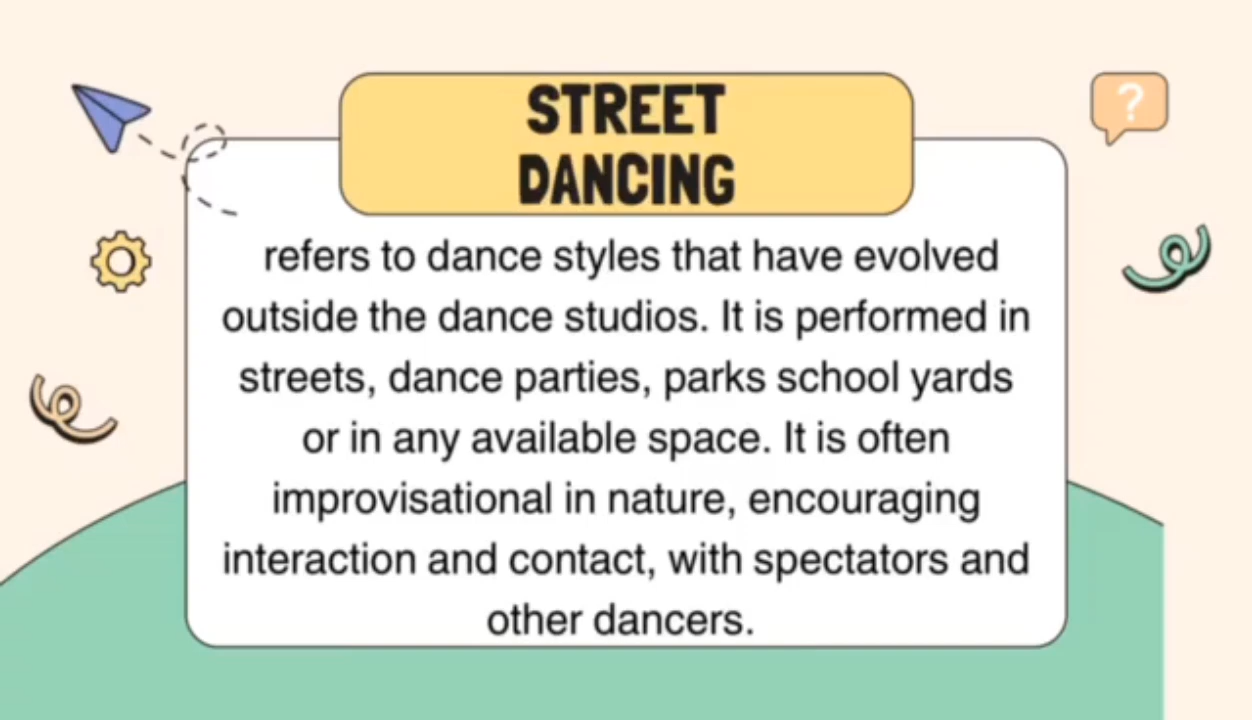 STREET
DANCING
refers to dance styles that have evolved
outside the dance studios. It is performed in
streets, dance parties, parks school yards
or in any available space. It is often
improvisational in nature, encouraging
interaction and contact, with spectators and
other dancers.
?